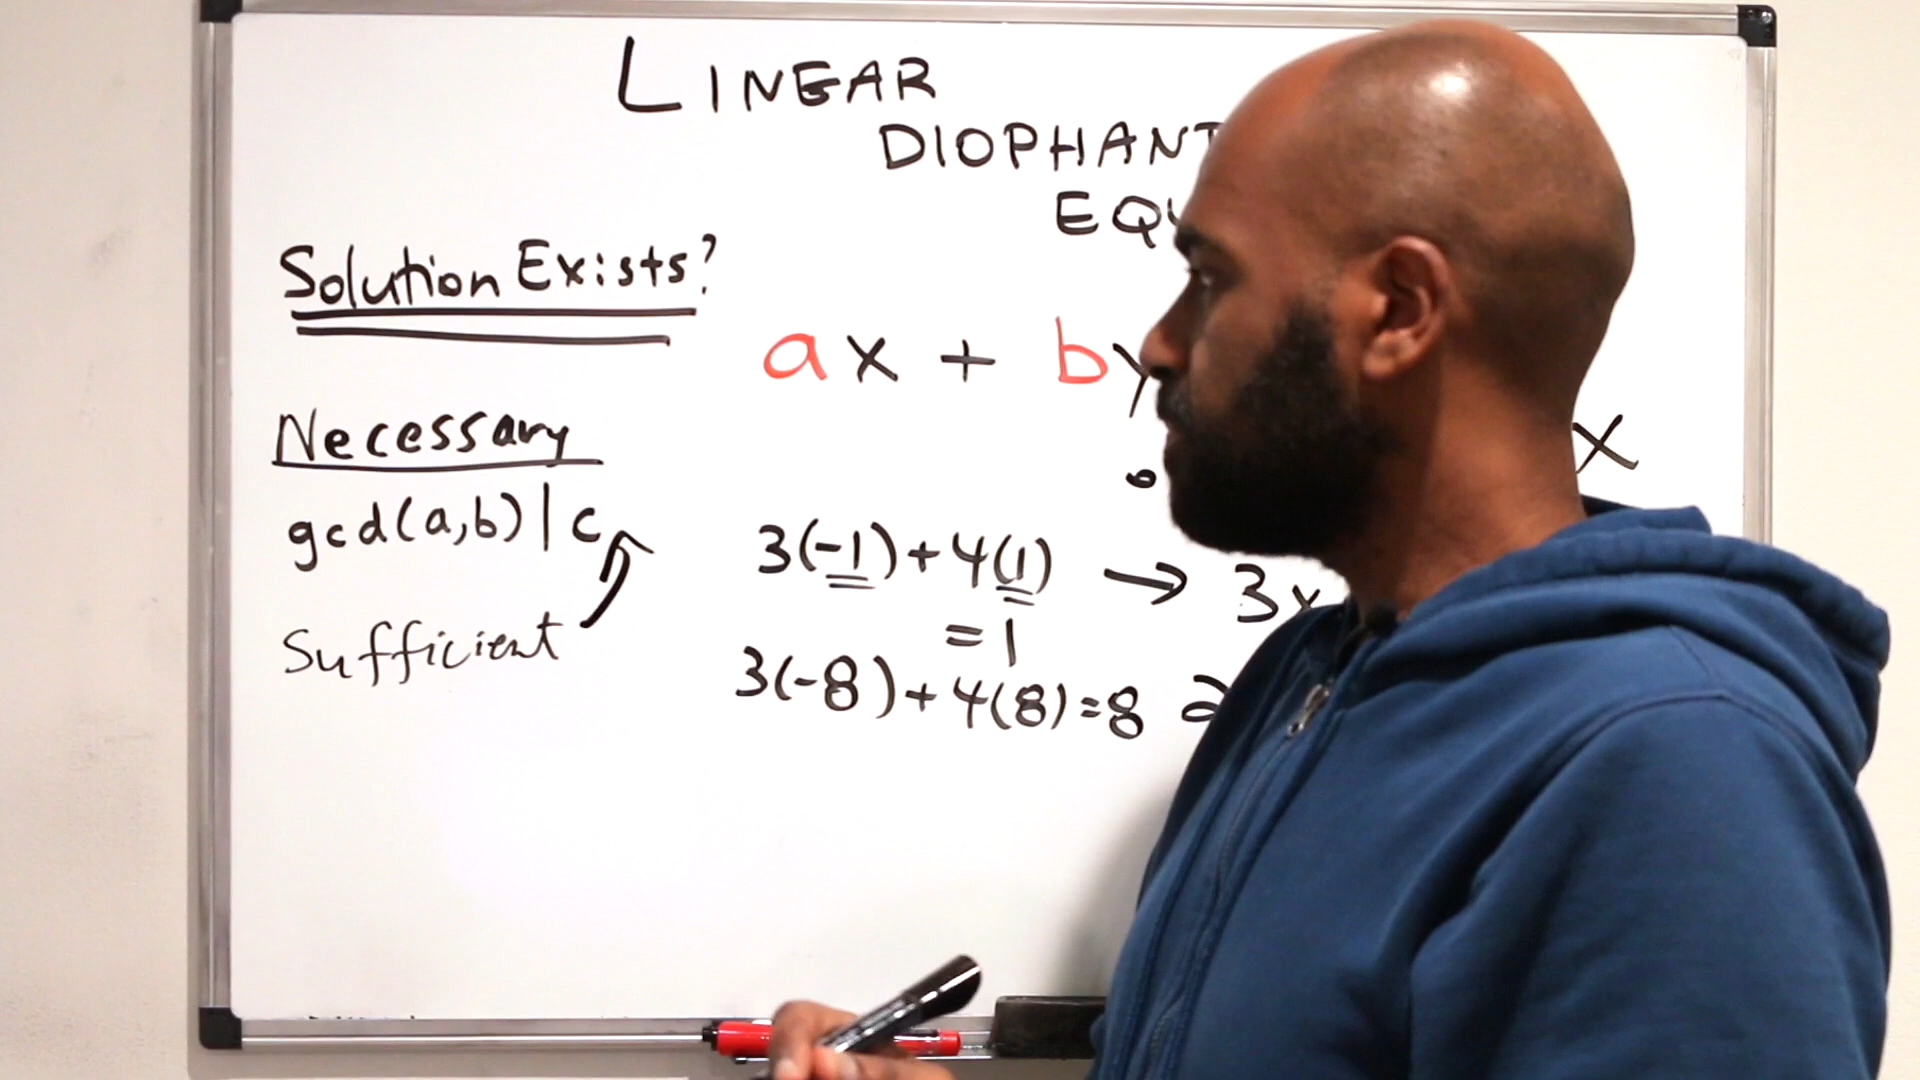 LINEAR
DIOPHANT
EQU
Solution Exists?
ax + by
x
Necessary
gcd(a,b)|c
Sufficient
3(-1)+4(1) → 3x
=1
3(-8)+4(8)=8